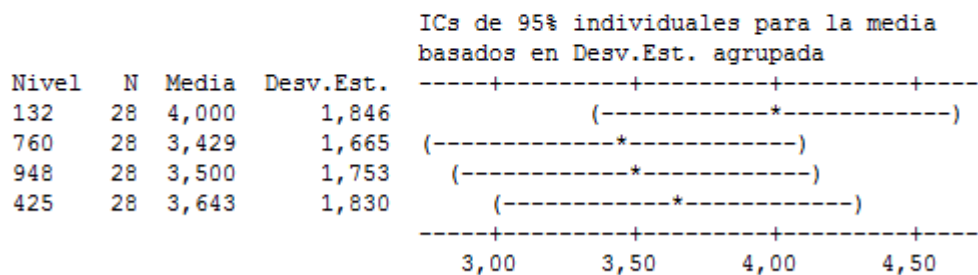 ICs de 95% individuales para la media
basados en Desv.Est. agrupada
Nivel   N  Media  Desv.Est.  -----+---------+---------+---------+----
132    28  4,000      1,846              (------------*------------)
760    28  3,429      1,665  (-------------*------------)
948    28  3,500      1,753    (------------*------------)
425    28  3,643      1,830       (------------*------------)
-----+---------+---------+---------+----
3,00      3,50      4,00      4,50